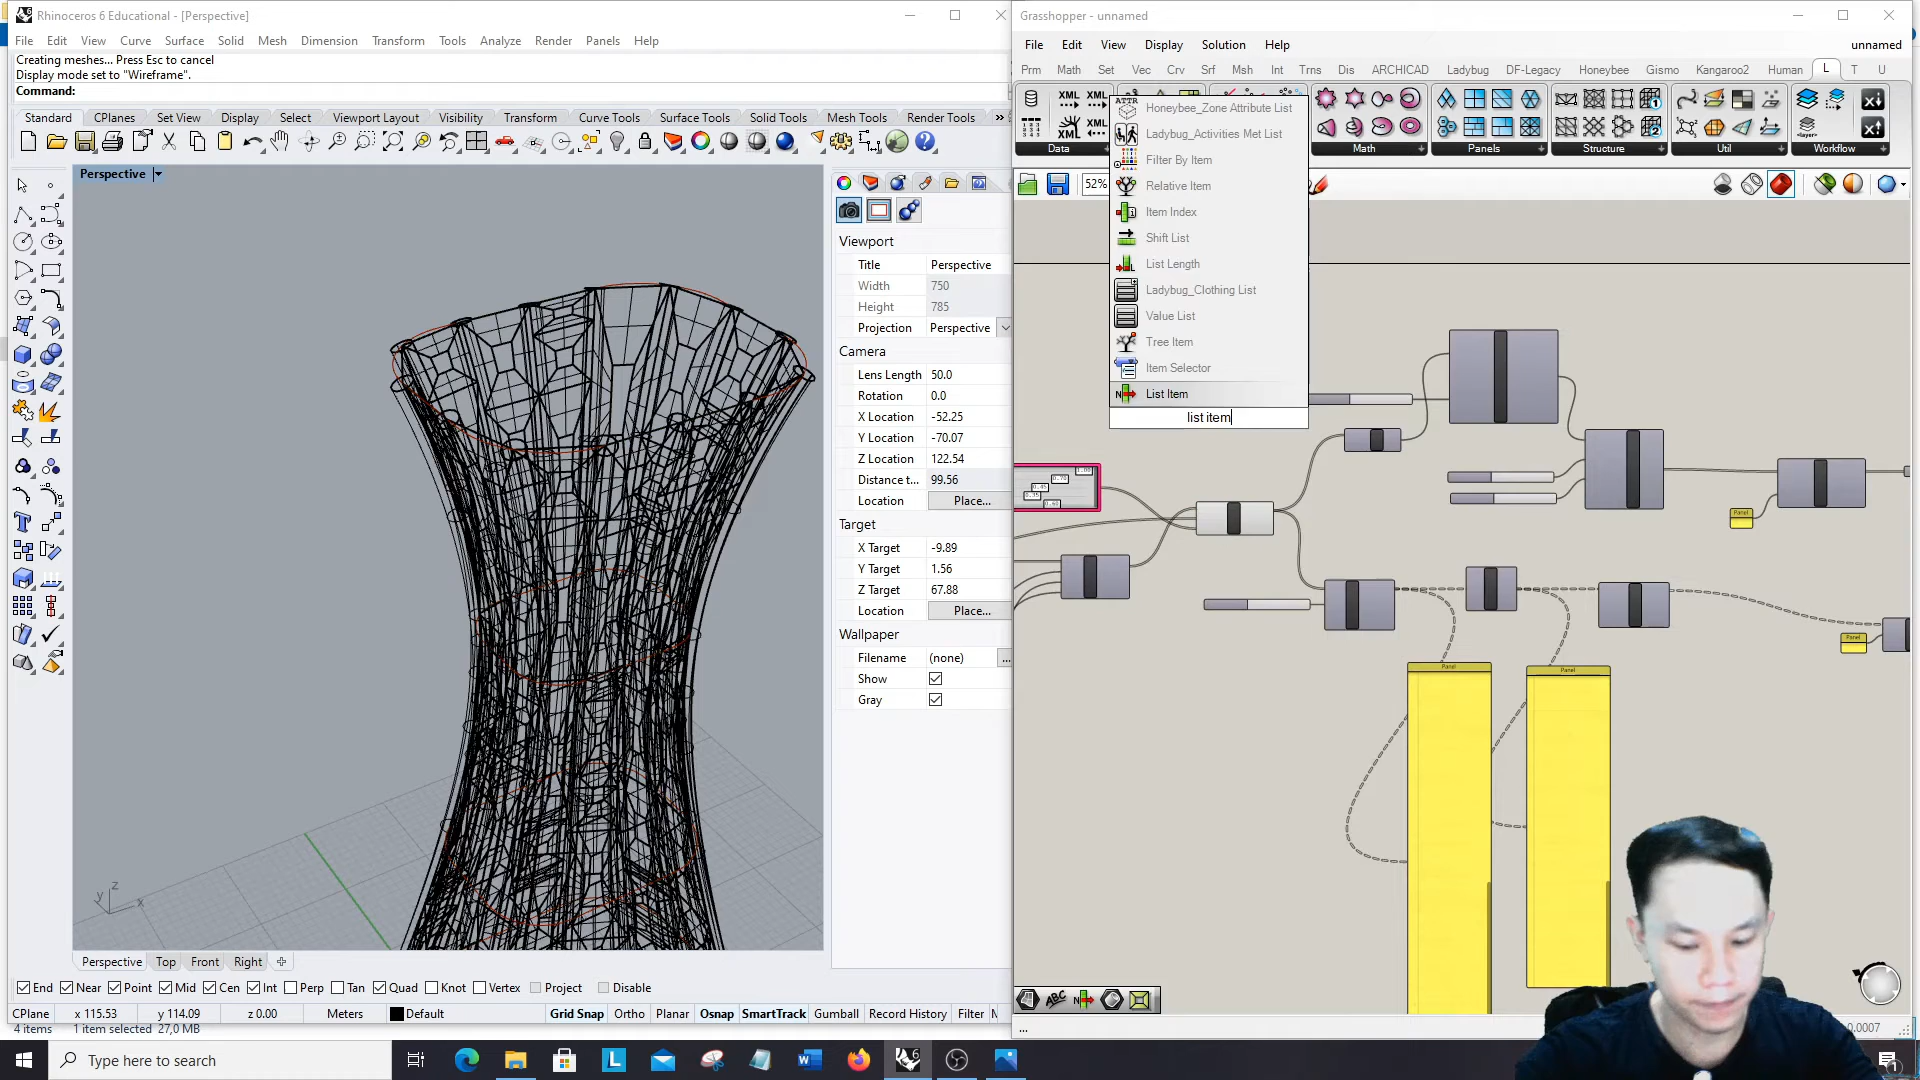 Rhinoceros 6 Educational - [Perspective]
File Edit View Curve Surface Solid Mesh Dimension Transform Tools Analyze Render Panels Help
Creating meshes... Press Esc to cancel
Display mode set to "Wireframe".
Command:
Standard CPlanes Set View Display Select Viewport Layout Visibility Transform Curve Tools Surface Tools Solid Tools Mesh Tools Render Tools »
Perspective
Viewport
Title Perspective
Width 750
Height 785
Projection Perspective
Camera
Lens Length 50.0
Rotation 0.0
X Location -52.25
Y Location -70.07
Z Location 122.54
Distance t... 99.56
Location Place...
Target
X Target -9.89
Y Target 1.56
Z Target 67.88
Location Place...
Wallpaper
Filename (none) ...
Show
Gray
z
y x
Perspective Top Front Right
End Near Point Mid Cen Int Perp Tan Quad Knot Vertex Project Disable
CPlane x 115.53 y 114.09 z 0.00 Meters Default Grid Snap Ortho Planar Osnap SmartTrack Gumball Record History Filter M
4 items 1 item selected 27,0 MB
Type here to search
Grasshopper - unnamed
File Edit View Display Solution Help unnamed
Prm Math Set Vec Crv Srf Msh Int Trns Dis ARCHICAD Ladybug DF-Legacy Honeybee Gismo Kangaroo2 Human L T U
XML XML
XML XML
Data Math Panels Structure Util Workflow
52%
Honeybee_Zone Attribute List
Ladybug_Activities Met List
Filter By Item
Relative Item
Item Index
Shift List
List Length
Ladybug_Clothing List
Value List
Tree Item
Item Selector
List Item
list item
Panel
Panel
Panel
Panel
...
0.0007